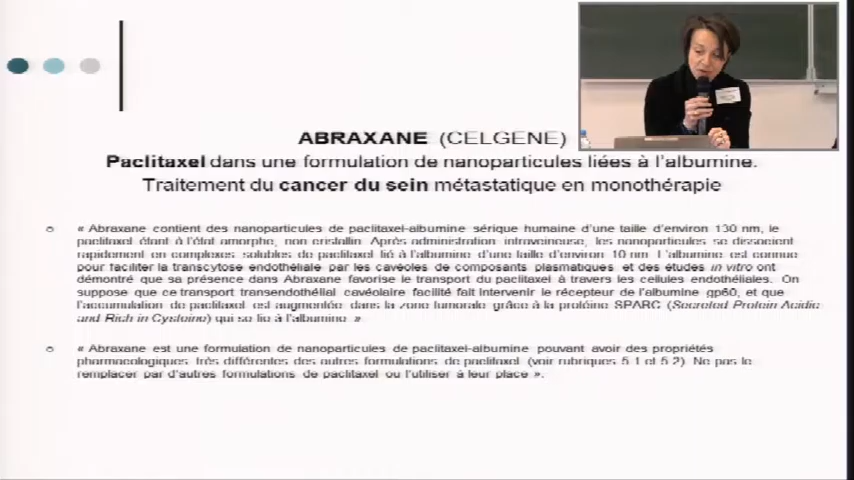 ABRAXANE (CELGENE)
Paclitaxel dans une formulation de nanoparticules liées à l'albumine.
Traitement du cancer du sein métastatique en monothérapie
« Abraxane contient des nanoparticules de paclitaxel-albumine sérique humaine d'une taille d'environ 130 nm, le
paclitaxel étant à l'état amorphe, non cristallin. Après administration intraveineuse, les nanoparticules se dissocient
rapidement en complexes solubles de paclitaxel lié à l'albumine d'une taille d'environ 10 nm. L'albumine est connue
pour faciliter la transcytose endothéliale par les cavéoles de composants plasmatiques et des études in vitro ont
démontré que sa présence dans Abraxane favorise le transport du paclitaxel à travers les cellules endothéliales. On
suppose que ce transport transendothélial cavéolaire facilité fait intervenir le récepteur de l'albumine gp60, et que
l'accumulation de paclitaxel est augmentée dans la zone tumorale grâce à la protéine SPARC (Secreted Protein Acidic
and Rich in Cysteine) qui se lie à l'albumine. »
« Abraxane est une formulation de nanoparticules de paclitaxel-albumine pouvant avoir des propriétés
pharmacologiques très différentes des autres formulations de paclitaxel (voir rubriques 5.1 et 5.2). Ne pas le
remplacer par d'autres formulations de paclitaxel ou l'utiliser à leur place ».